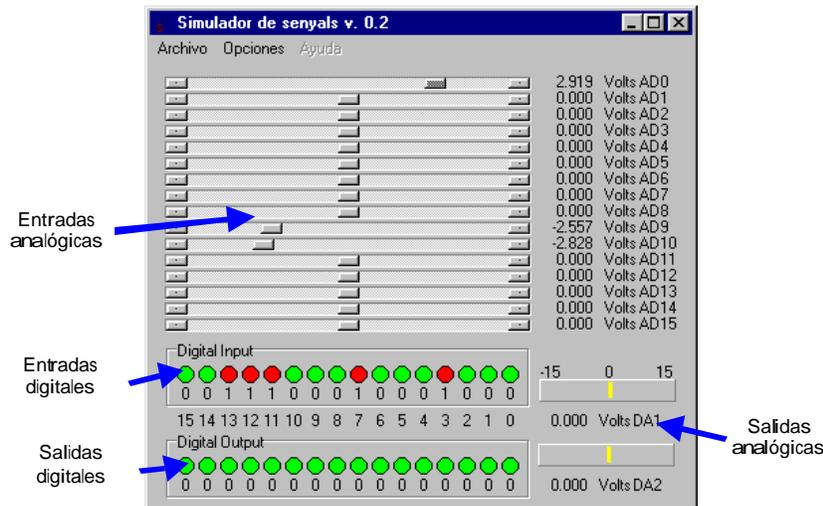 Simulador de senyals v. 0.2
Archivo Opciones Ayuda
2.919 Volts AD0
0.000 Volts AD1
0.000 Volts AD2
0.000 Volts AD3
0.000 Volts AD4
0.000 Volts AD5
0.000 Volts AD6
0.000 Volts AD7
0.000 Volts AD8
-2.557 Volts AD9
-2.828 Volts AD10
0.000 Volts AD11
0.000 Volts AD12
0.000 Volts AD13
0.000 Volts AD14
0.000 Volts AD15
Entradas
analógicas
Digital Input
0 0 1 1 1 0 0 0 1 0 0 0 1 0 0 0
15 14 13 12 11 10 9 8 7 6 5 4 3 2 1 0
Entradas
digitales
-15 0 15
0.000 Volts DA1
Salidas
analógicas
Digital Output
0 0 0 0 0 0 0 0 0 0 0 0 0 0 0 0
Salidas
digitales
0.000 Volts DA2